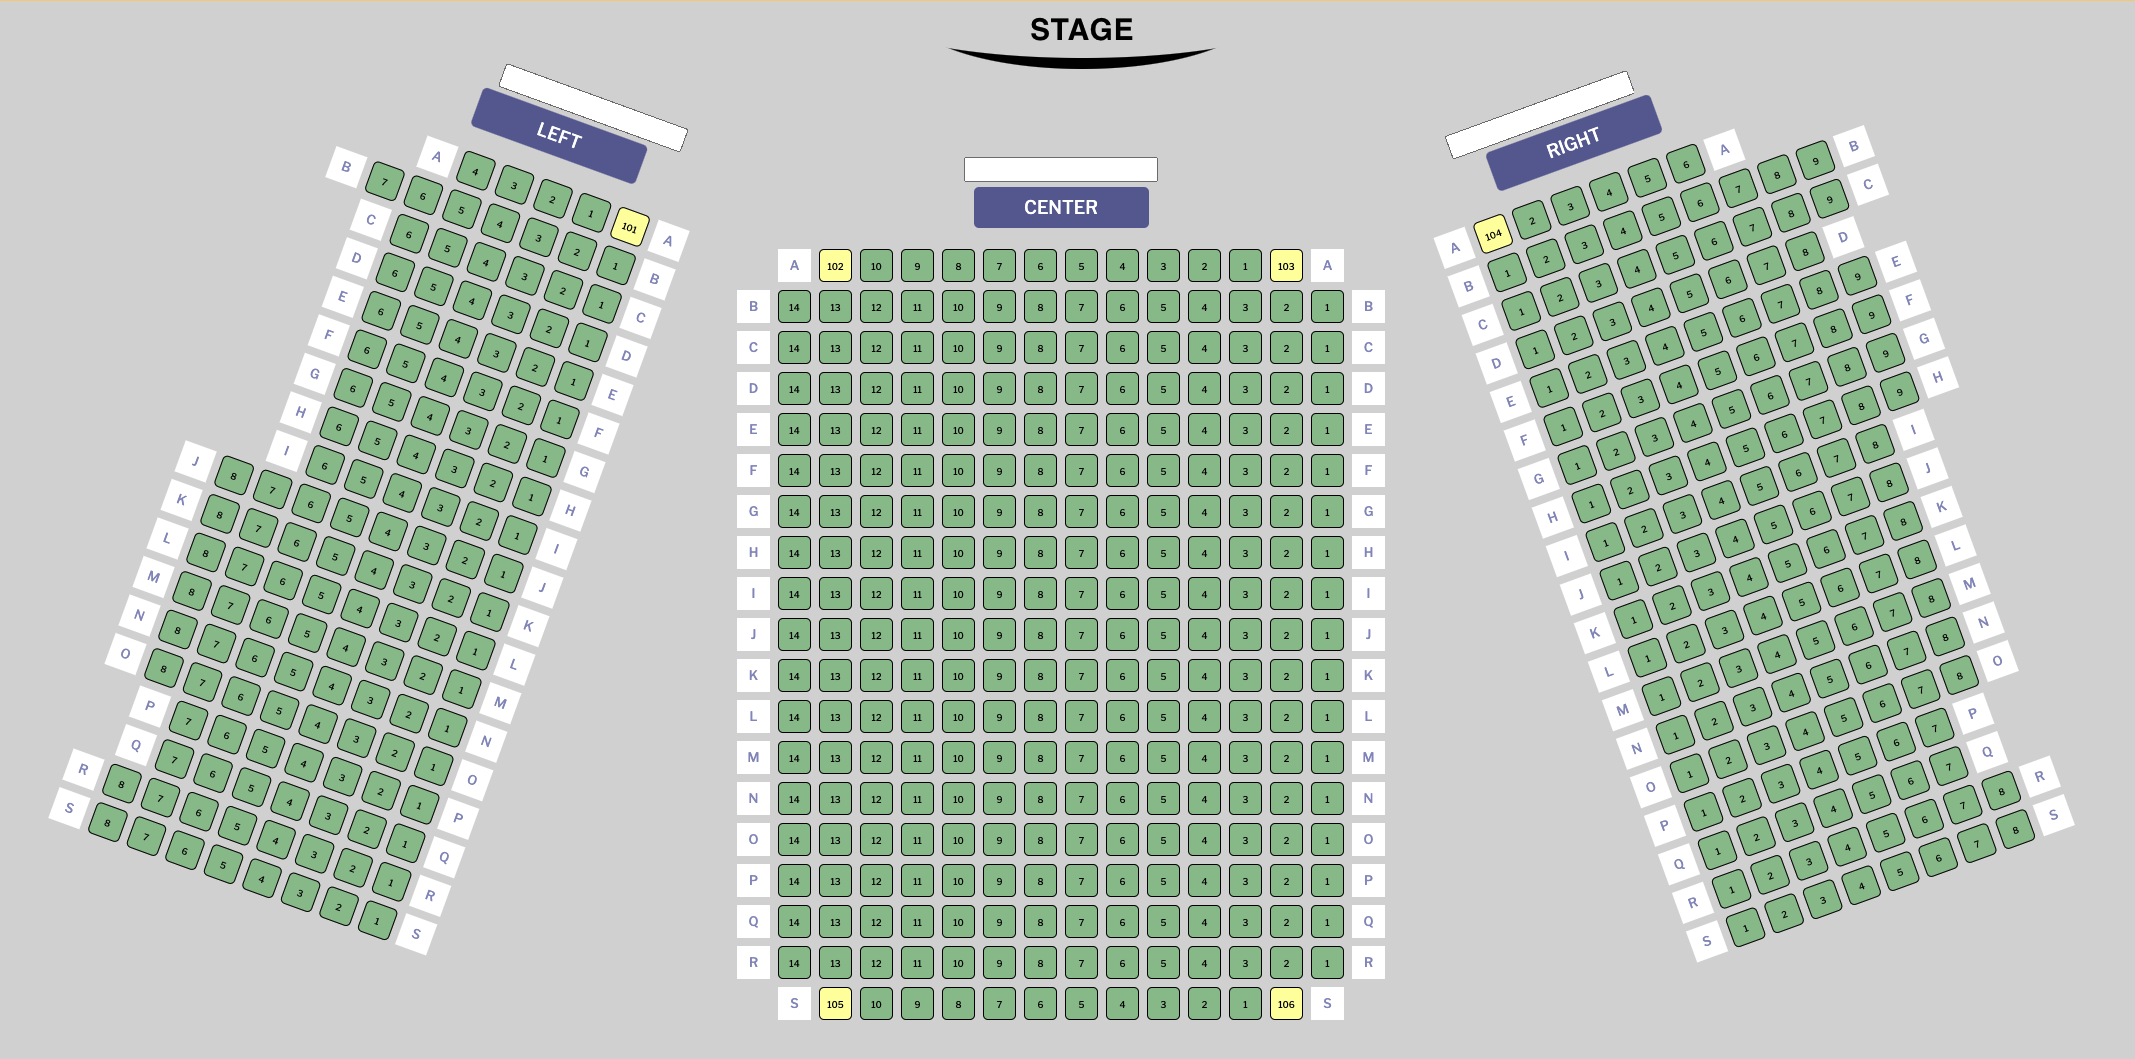 STAGE
LEFT
A 4 3 2 1 101 A
B 7 6 5 4 3 2 1 B
C 6 5 4 3 2 1 C
D 6 5 4 3 2 1 D
E 6 5 4 3 2 1 E
F 6 5 4 3 2 1 F
G 6 5 4 3 2 1 G
H 6 5 4 3 2 1 H
I 6 5 4 3 2 1 I
J 8 7 6 5 4 3 2 1 J
K 8 7 6 5 4 3 2 1 K
L 8 7 6 5 4 3 2 1 L
M 8 7 6 5 4 3 2 1 M
N 8 7 6 5 4 3 2 1 N
O 8 7 6 5 4 3 2 1 O
P 7 6 5 4 3 2 1 P
Q 7 6 5 4 3 2 1 Q
R 8 7 6 5 4 3 2 1 R
S 8 7 6 5 4 3 2 1 S
CENTER
A 102 10 9 8 7 6 5 4 3 2 1 103 A
B 14 13 12 11 10 9 8 7 6 5 4 3 2 1 B
C 14 13 12 11 10 9 8 7 6 5 4 3 2 1 C
D 14 13 12 11 10 9 8 7 6 5 4 3 2 1 D
E 14 13 12 11 10 9 8 7 6 5 4 3 2 1 E
F 14 13 12 11 10 9 8 7 6 5 4 3 2 1 F
G 14 13 12 11 10 9 8 7 6 5 4 3 2 1 G
H 14 13 12 11 10 9 8 7 6 5 4 3 2 1 H
I 14 13 12 11 10 9 8 7 6 5 4 3 2 1 I
J 14 13 12 11 10 9 8 7 6 5 4 3 2 1 J
K 14 13 12 11 10 9 8 7 6 5 4 3 2 1 K
L 14 13 12 11 10 9 8 7 6 5 4 3 2 1 L
M 14 13 12 11 10 9 8 7 6 5 4 3 2 1 M
N 14 13 12 11 10 9 8 7 6 5 4 3 2 1 N
O 14 13 12 11 10 9 8 7 6 5 4 3 2 1 O
P 14 13 12 11 10 9 8 7 6 5 4 3 2 1 P
Q 14 13 12 11 10 9 8 7 6 5 4 3 2 1 Q
R 14 13 12 11 10 9 8 7 6 5 4 3 2 1 R
S 105 10 9 8 7 6 5 4 3 2 1 106 S
RIGHT
A 104 2 3 4 5 6 A
B 1 2 3 4 5 6 7 8 9 B
C 1 2 3 4 5 6 7 8 9 C
D 1 2 3 4 5 6 7 8 D
E 1 2 3 4 5 6 7 8 9 E
F 1 2 3 4 5 6 7 8 9 F
G 1 2 3 4 5 6 7 8 9 G
H 1 2 3 4 5 6 7 8 9 H
I 1 2 3 4 5 6 7 8 I
J 1 2 3 4 5 6 7 8 J
K 1 2 3 4 5 6 7 8 K
L 1 2 3 4 5 6 7 8 L
M 1 2 3 4 5 6 7 8 M
N 1 2 3 4 5 6 7 8 N
O 1 2 3 4 5 6 7 8 O
P 1 2 3 4 5 6 7 P
Q 1 2 3 4 5 6 7 Q
R 1 2 3 4 5 6 7 8 R
S 1 2 3 4 5 6 7 8 S